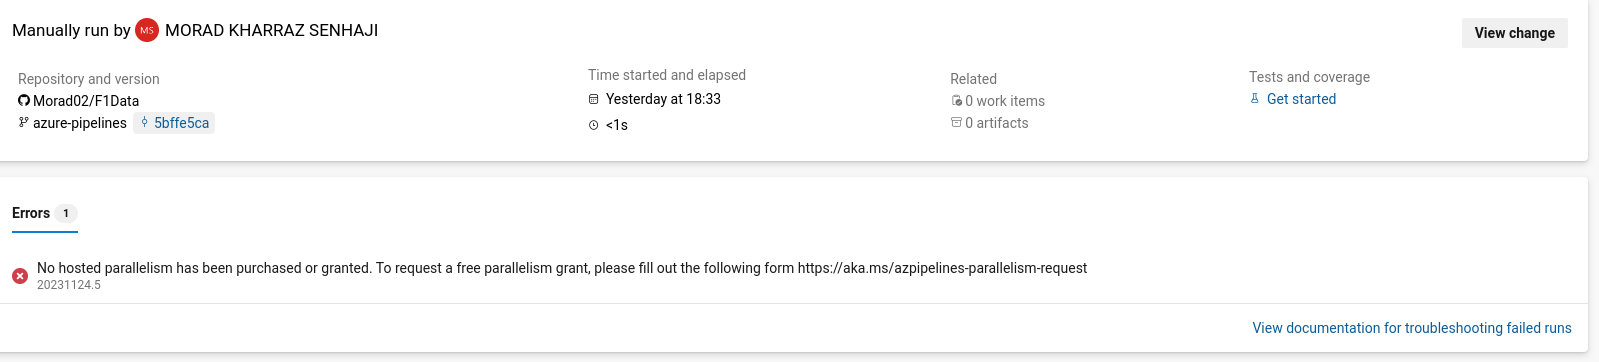 Manually run by MS MORAD KHARRAZ SENHAJI
View change
Repository and version
Morad02/F1Data
azure-pipelines 5bffe5ca
Time started and elapsed
Yesterday at 18:33
<1s
Related
0 work items
0 artifacts
Tests and coverage
Get started
Errors 1
No hosted parallelism has been purchased or granted. To request a free parallelism grant, please fill out the following form https://aka.ms/azpipelines-parallelism-request
20231124.5
View documentation for troubleshooting failed runs